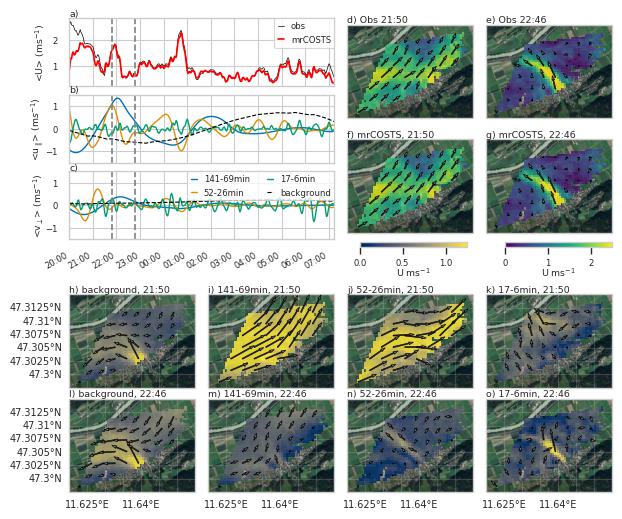 a)
<U> (ms⁻¹)
2
1
obs
mrCOSTS
b)
<u∥> (ms⁻¹)
1
0
−1
c)
<v⊥> (ms⁻¹)
1
0
−1
141-69min
52-26min
17-6min
background
20:00
21:00
22:00
23:00
00:00
01:00
02:00
03:00
04:00
05:00
06:00
07:00
d) Obs 21:50
e) Obs 22:46
f) mrCOSTS, 21:50
g) mrCOSTS, 22:46
0.0 0.5 1.0
U ms⁻¹
0 1 2
U ms⁻¹
h) background, 21:50
i) 141-69min, 21:50
j) 52-26min, 21:50
k) 17-6min, 21:50
47.3125°N
47.31°N
47.3075°N
47.305°N
47.3025°N
47.3°N
l) background, 22:46
m) 141-69min, 22:46
n) 52-26min, 22:46
o) 17-6min, 22:46
47.3125°N
47.31°N
47.3075°N
47.305°N
47.3025°N
47.3°N
11.625°E 11.64°E
11.625°E 11.64°E
11.625°E 11.64°E
11.625°E 11.64°E